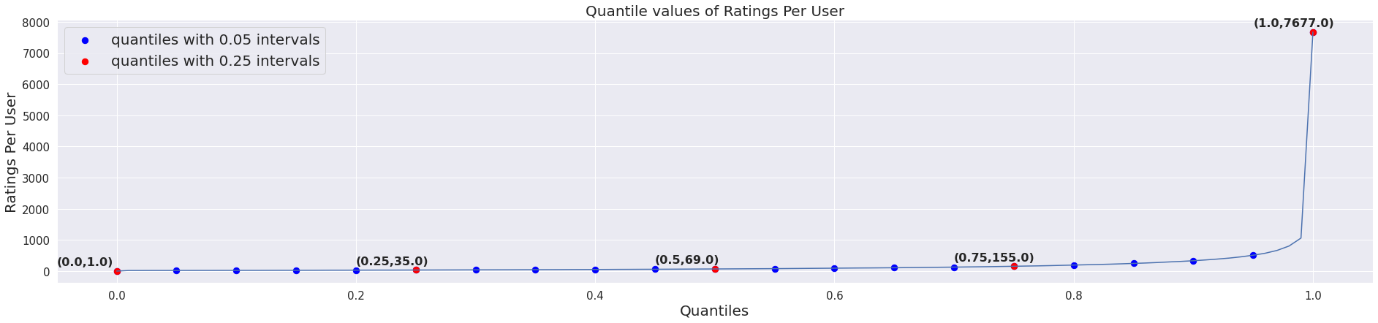 Quantile values of Ratings Per User
8000
7000
6000
5000
4000
3000
2000
1000
0
Ratings Per User
quantiles with 0.05 intervals
quantiles with 0.25 intervals
(0.0,1.0)
(0.25,35.0)
(0.5,69.0)
(0.75,155.0)
(1.0,7677.0)
0.0 0.2 0.4 0.6 0.8 1.0
Quantiles